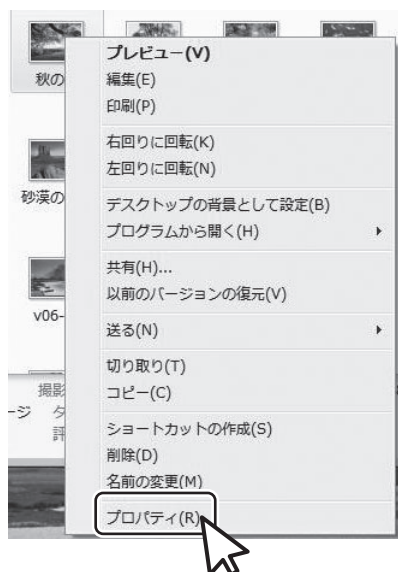 秋の
砂漠の
v06-
撮影
ージ タ
評
プレビュー(V)
編集(E)
印刷(P)
右回りに回転(K)
左回りに回転(N)
デスクトップの背景として設定(B)
プログラムから開く(H)
共有(H)...
以前のバージョンの復元(V)
送る(N)
切り取り(T)
コピー(C)
ショートカットの作成(S)
削除(D)
名前の変更(M)
プロパティ(R)